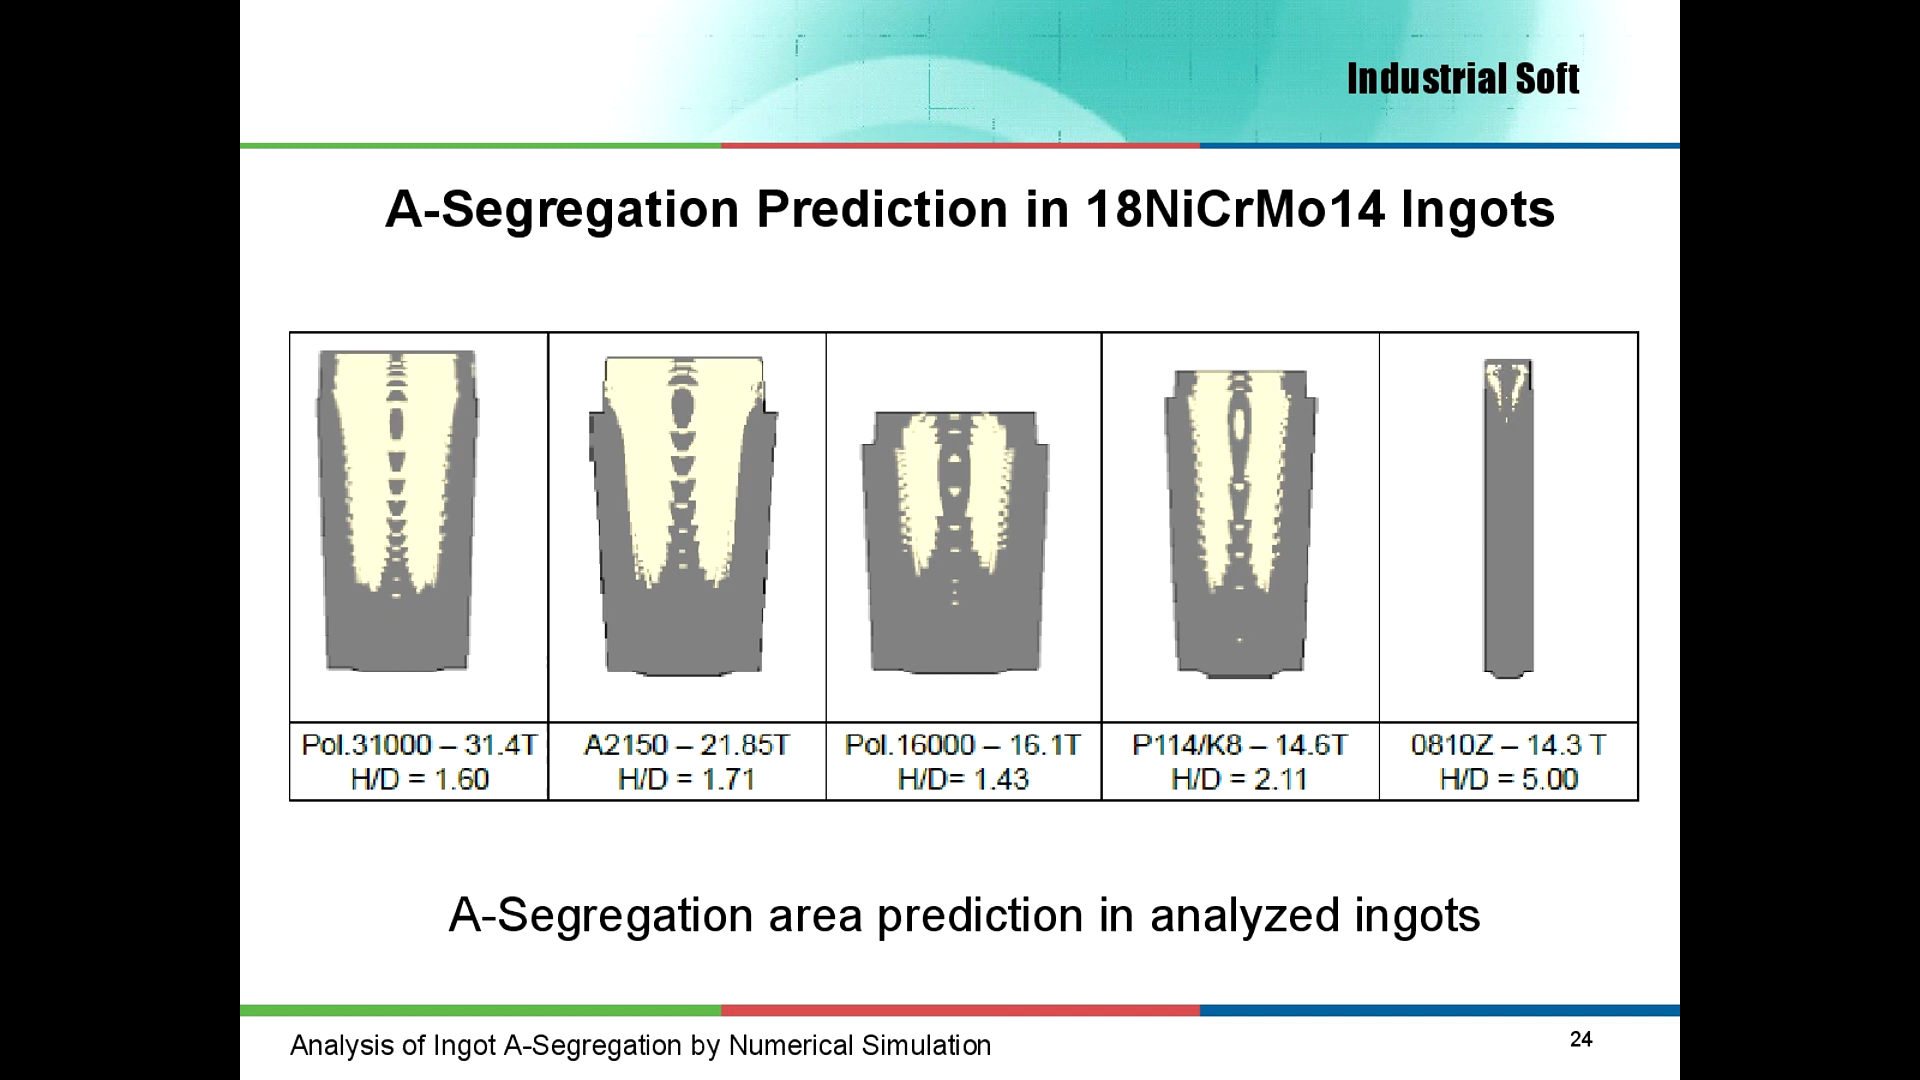 Industrial Soft
A-Segregation Prediction in 18NiCrMo14 Ingots
Pol.31000 – 31.4T
H/D = 1.60
A2150 – 21.85T
H/D = 1.71
Pol.16000 – 16.1T
H/D= 1.43
P114/K8 – 14.6T
H/D = 2.11
0810Z – 14.3 T
H/D = 5.00
A-Segregation area prediction in analyzed ingots
Analysis of Ingot A-Segregation by Numerical Simulation
24